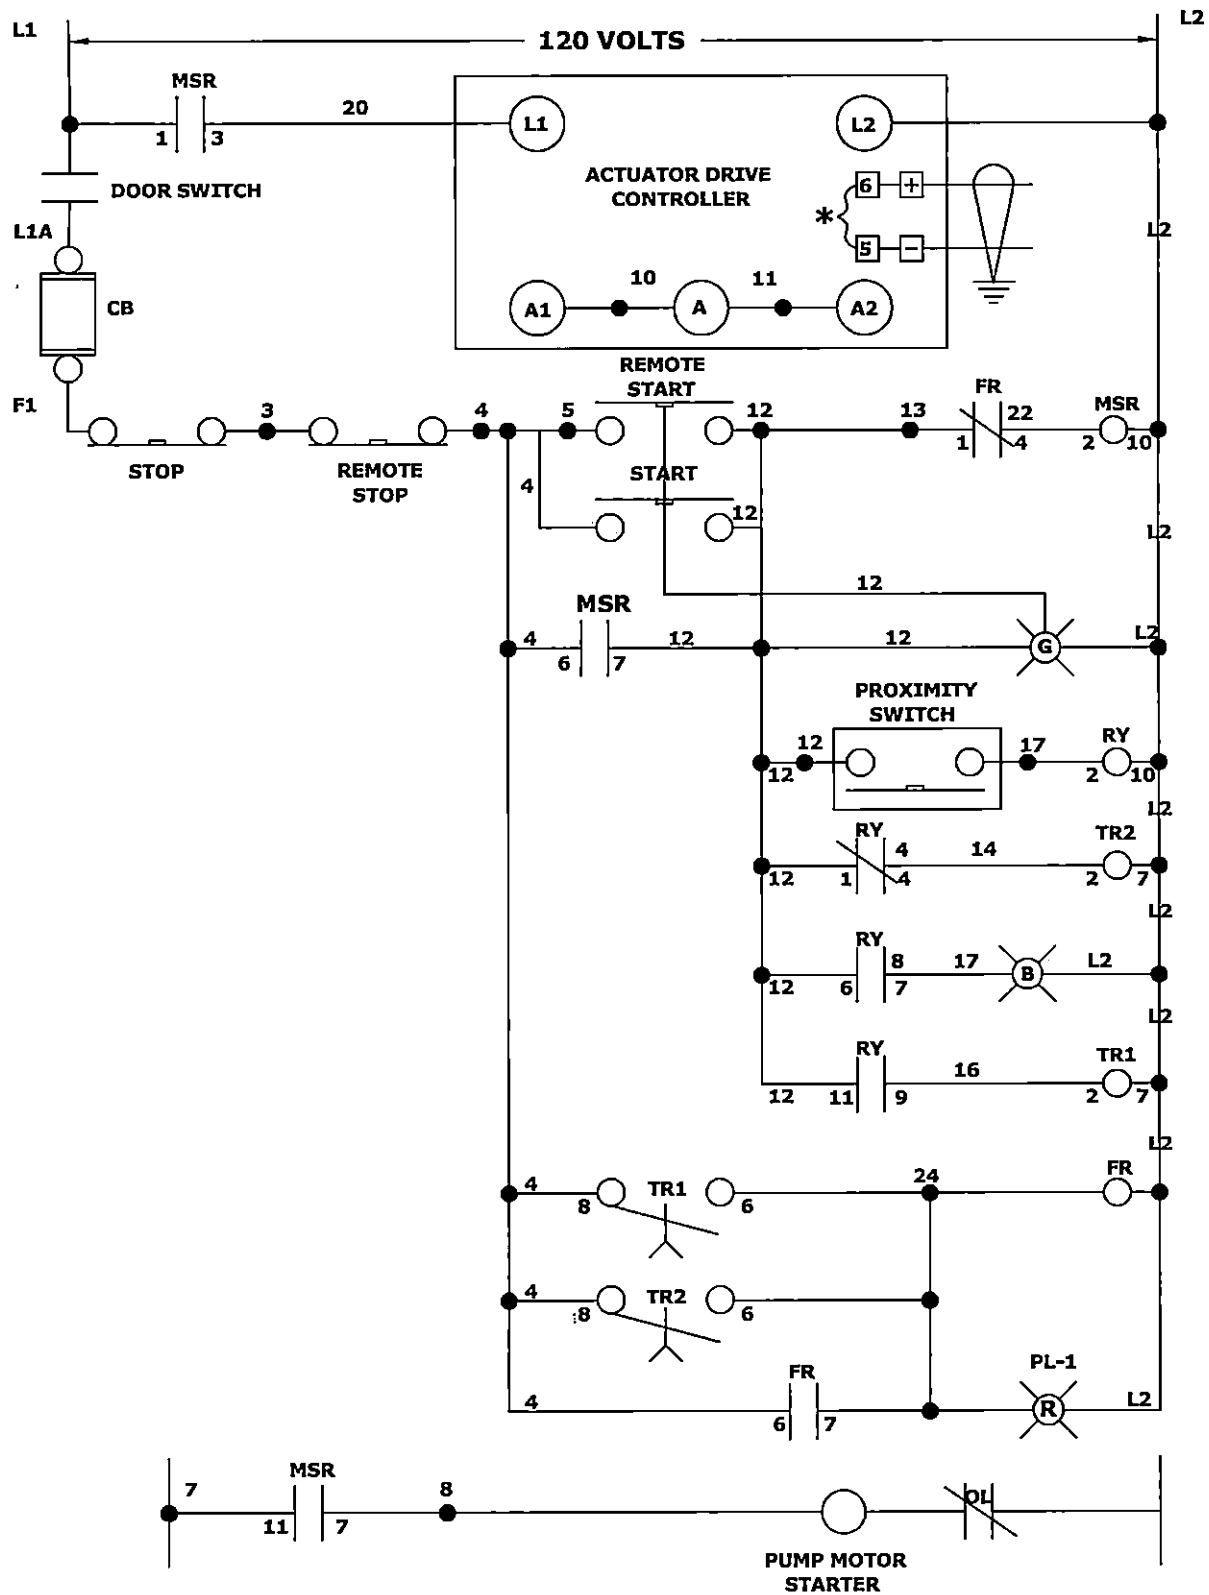 L1
L2
120 VOLTS
MSR
20
1 3
L1
L2
DOOR SWITCH
ACTUATOR DRIVE
CONTROLLER
6 +
*
5 −
L1A
L2
CB
10 11
A1 A A2
REMOTE
START
F1
3
4
5
12
13
FR
22
MSR
1 4
2 10
STOP
REMOTE
STOP
START
4
12
L2
12
MSR
4
6 7
12
12
G
L2
PROXIMITY
SWITCH
12
12
17
RY
2 10
L2
RY
TR2
12
1
4
4
14
2 7
L2
RY
12
6
8
7
17
B
L2
L2
RY
TR1
12
11 9
16
2 7
L2
4
8
TR1
6
24
FR
4
8
TR2
6
FR
PL-1
4
6 7
R
L2
7
MSR
11 7
8
OL
PUMP MOTOR
STARTER